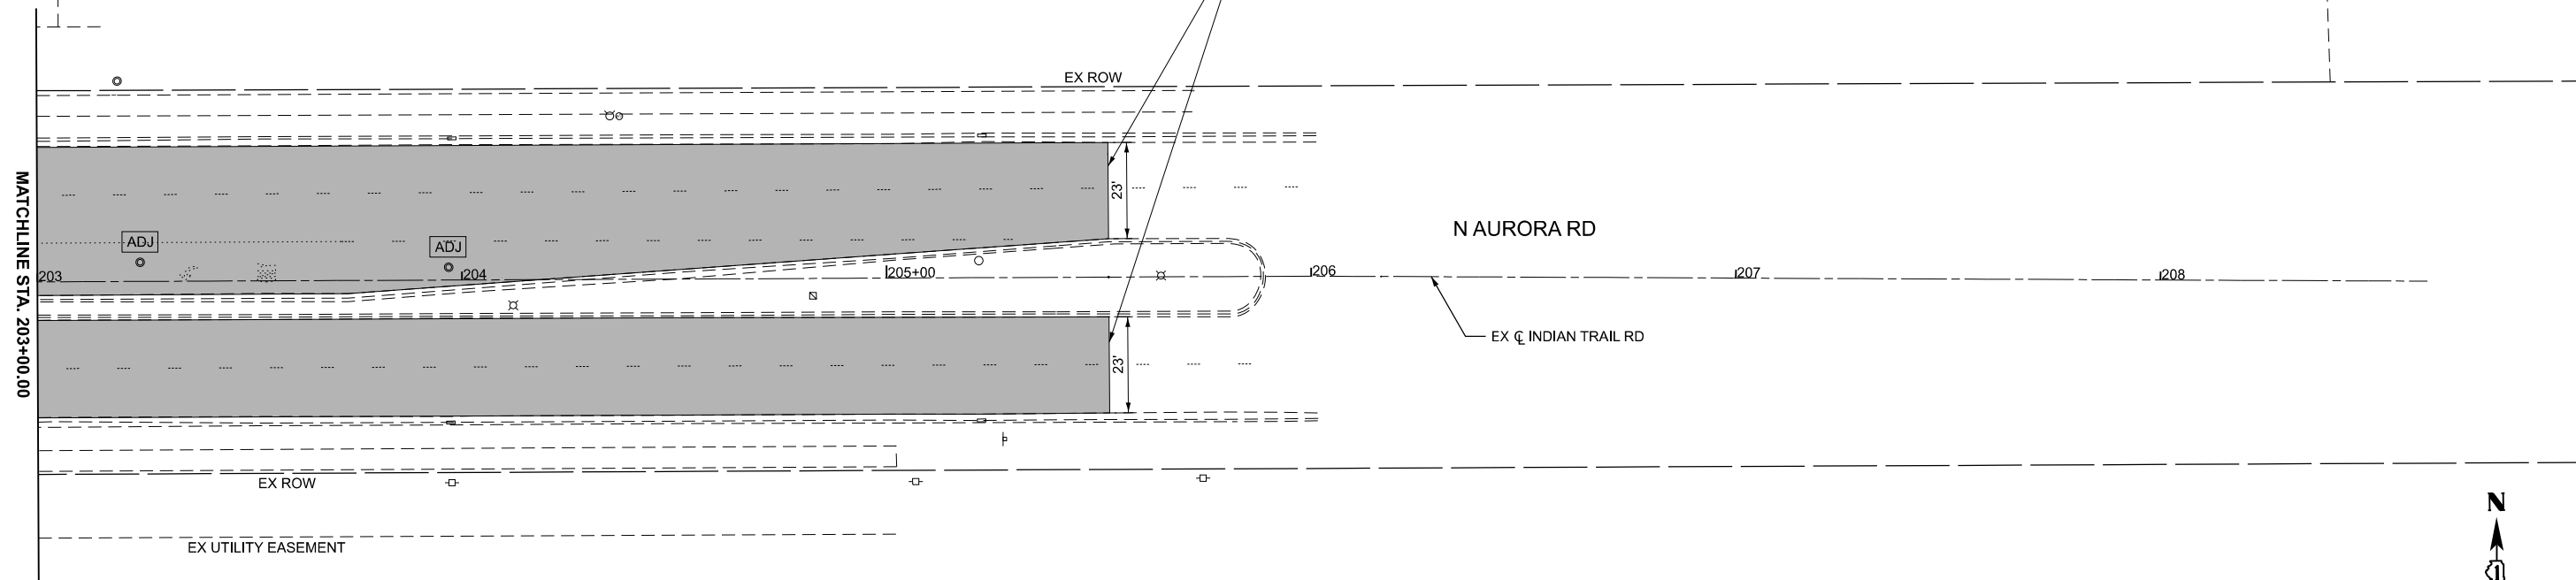 EX ROW
MATCHLINE STA. 203+00.00
23'
N AURORA RD
ADJ
ADJ
203
204
205+00
206
207
208
EX ℄ INDIAN TRAIL RD
23'
EX ROW
EX UTILITY EASEMENT
N